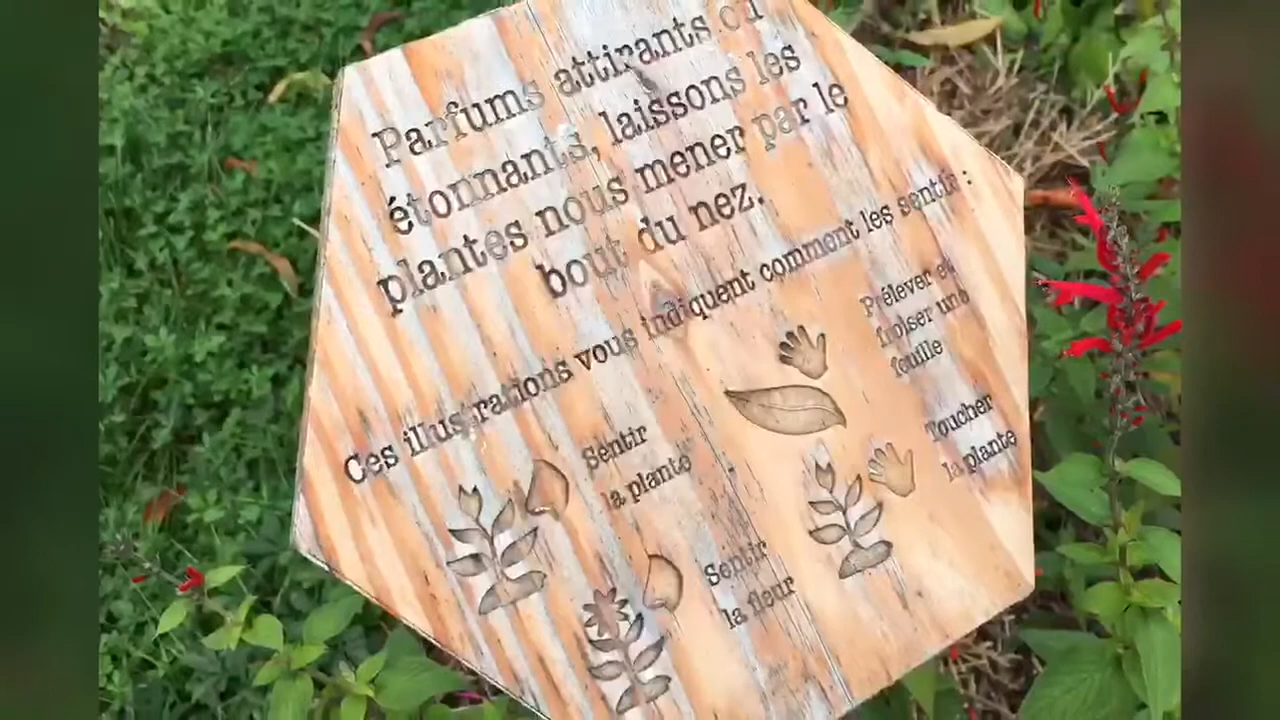 Parfums attirants ou
étonnants, laissons les
plantes nous mener par le
bout du nez.
Ces illustrations vous indiquent comment les sentir :
Sentir
la plante
Sentir
la fleur
Prélever et
froisser une
feuille
Toucher
la plante